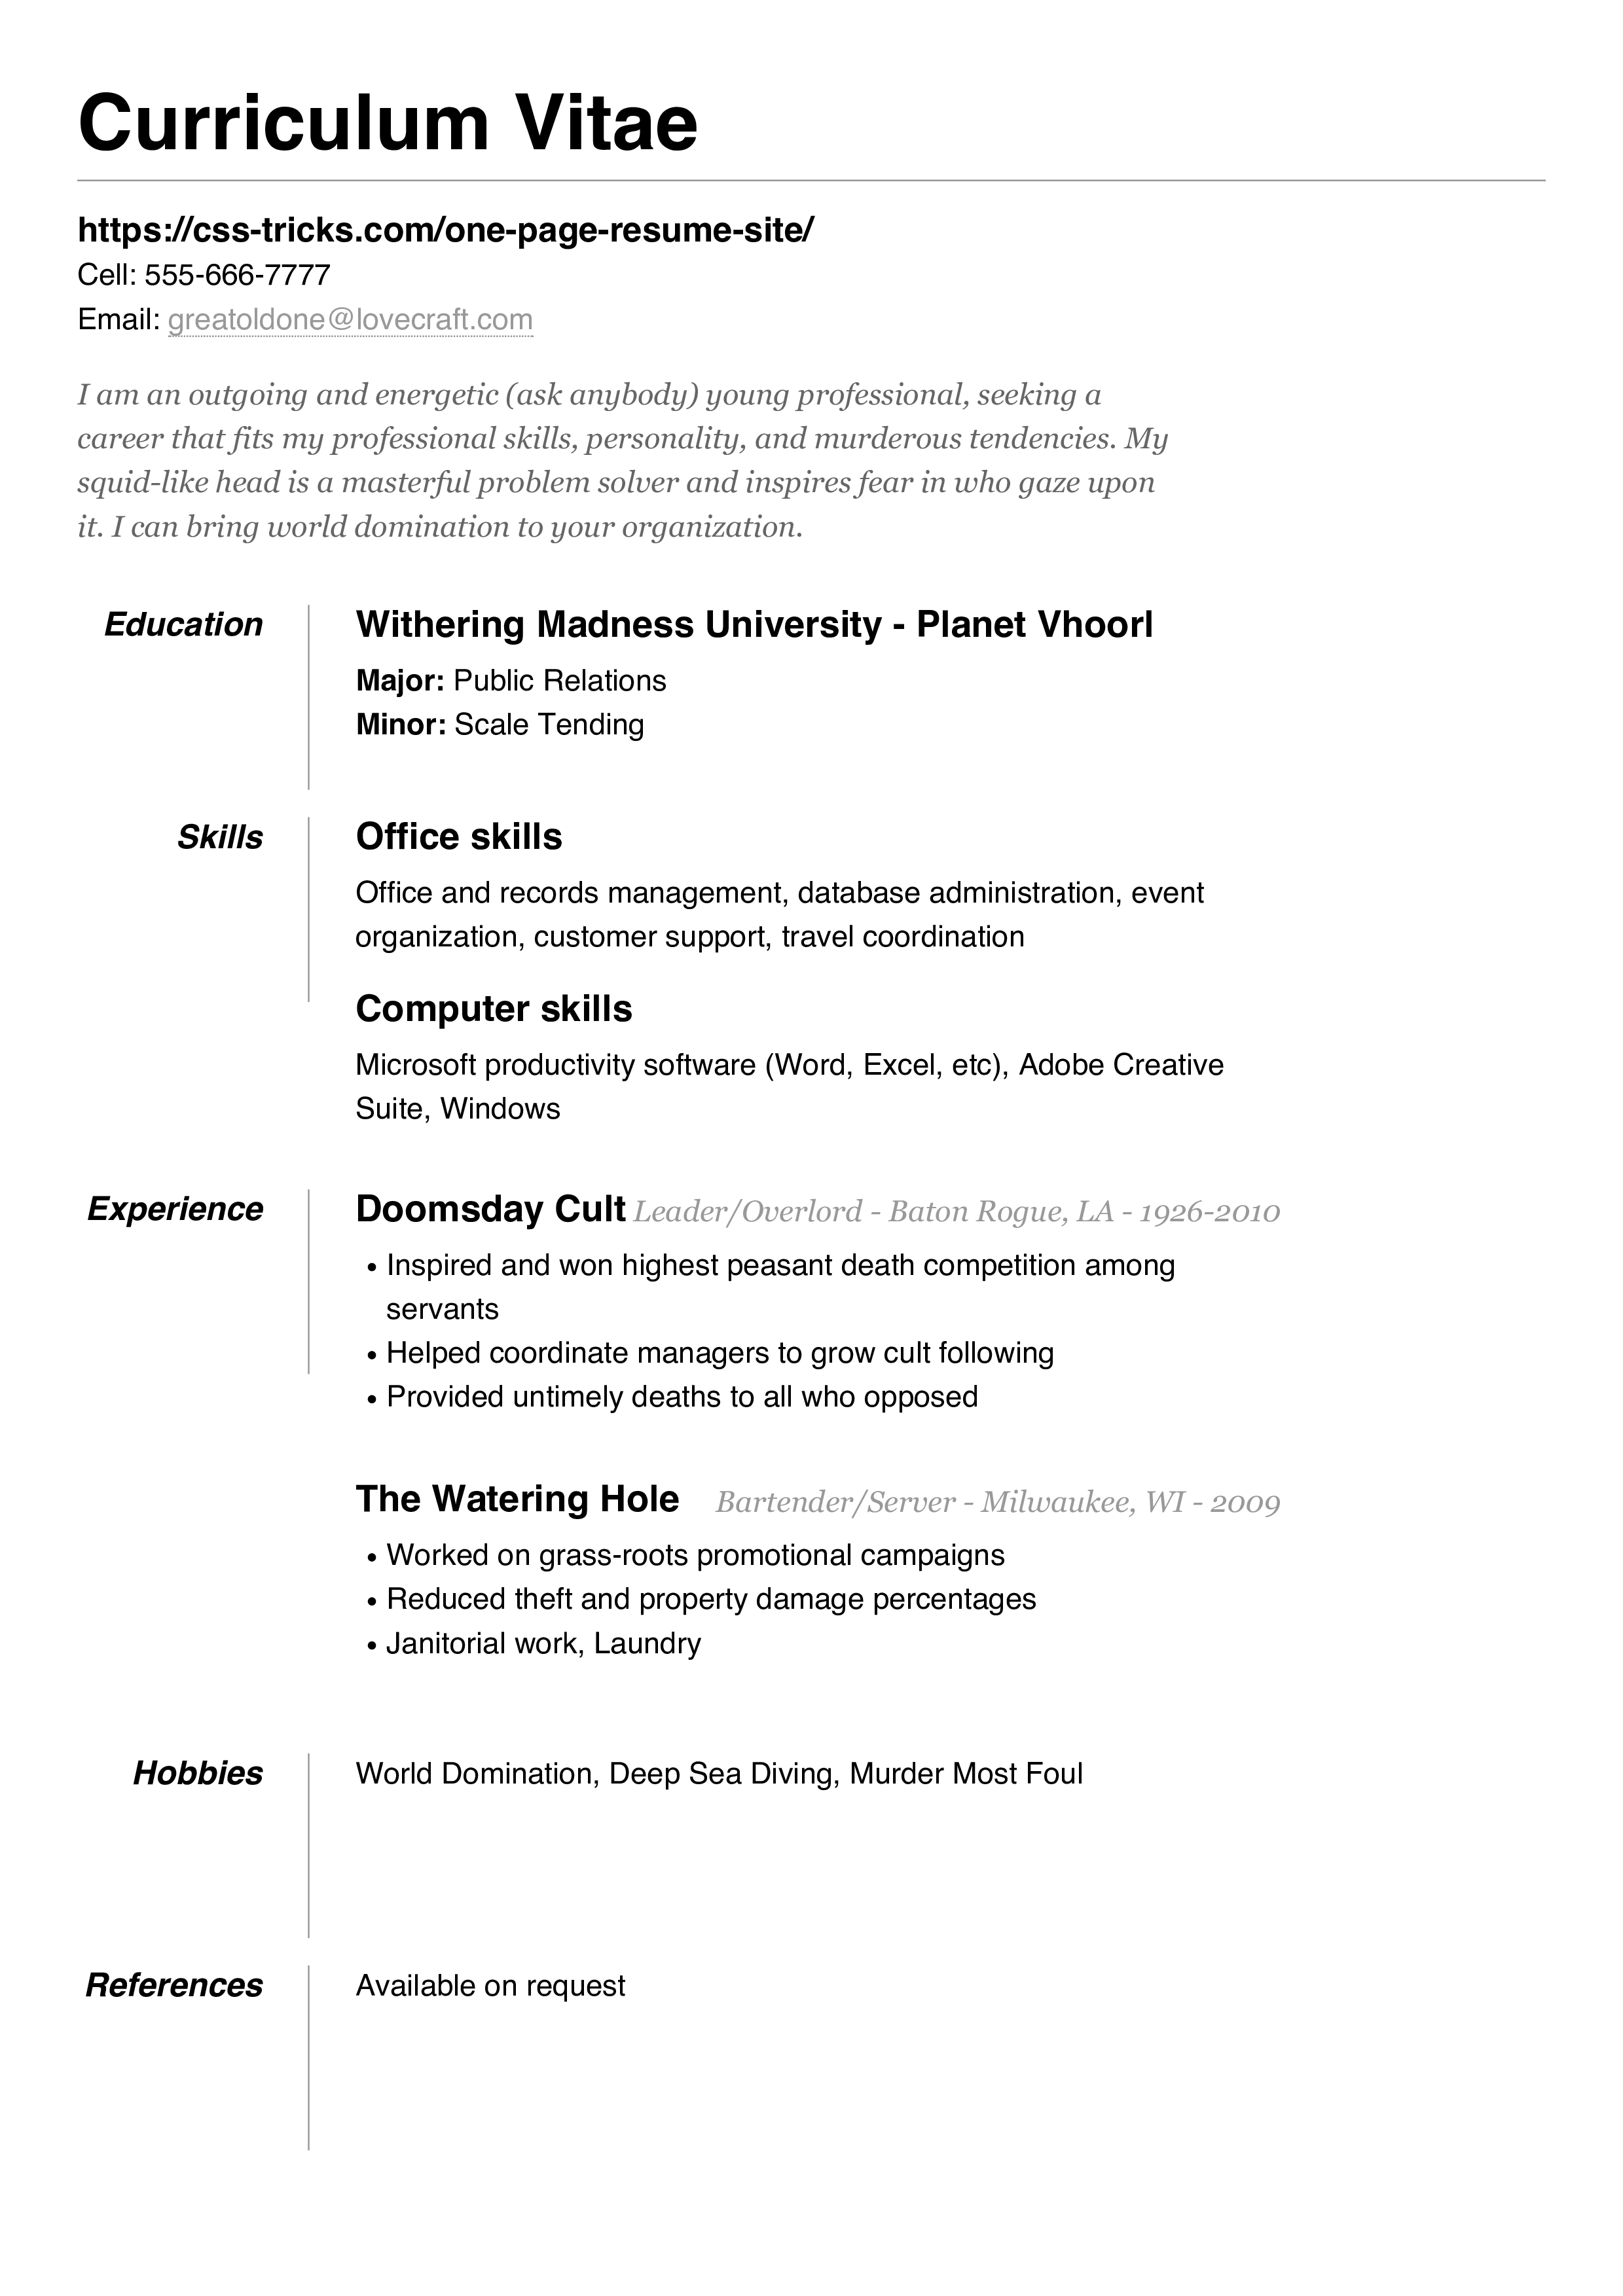 Curriculum Vitae
https://css-tricks.com/one-page-resume-site/
Cell: 555-666-7777
Email: greatoldone@lovecraft.com
I am an outgoing and energetic (ask anybody) young professional, seeking a
career that fits my professional skills, personality, and murderous tendencies. My
squid-like head is a masterful problem solver and inspires fear in who gaze upon
it. I can bring world domination to your organization.
Education
Withering Madness University - Planet Vhoorl
Major: Public Relations
Minor: Scale Tending
Skills
Office skills
Office and records management, database administration, event
organization, customer support, travel coordination
Computer skills
Microsoft productivity software (Word, Excel, etc), Adobe Creative
Suite, Windows
Experience
Doomsday Cult Leader/Overlord - Baton Rogue, LA - 1926-2010
• Inspired and won highest peasant death competition among
servants
• Helped coordinate managers to grow cult following
• Provided untimely deaths to all who opposed
The Watering Hole Bartender/Server - Milwaukee, WI - 2009
• Worked on grass-roots promotional campaigns
• Reduced theft and property damage percentages
• Janitorial work, Laundry
Hobbies
World Domination, Deep Sea Diving, Murder Most Foul
References
Available on request